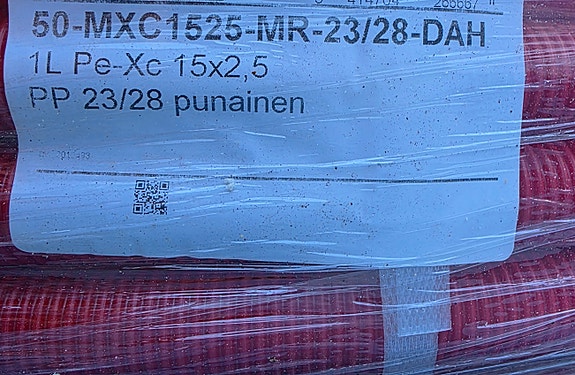 50-MXC1525-MR-23/28-DAH
1L Pe-Xc 15x2,5
PP 23/28 punainen